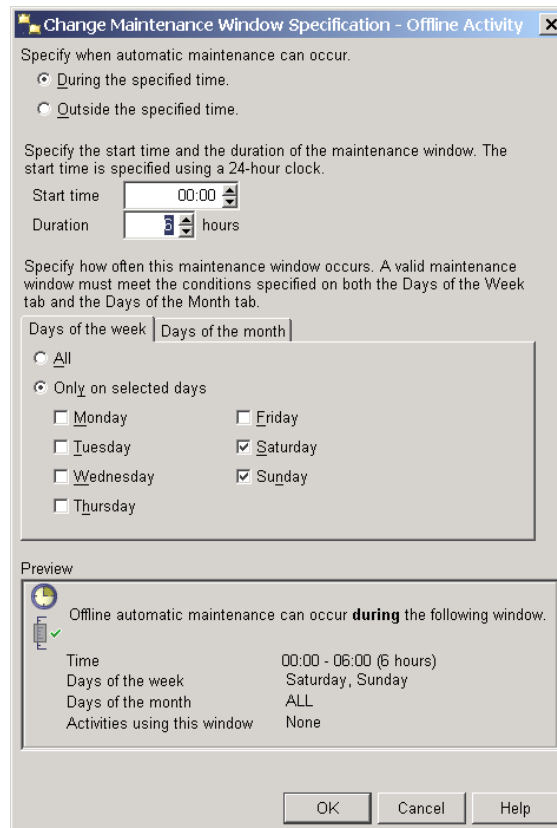 Change Maintenance Window Specification - Offline Activity
Specify when automatic maintenance can occur.
During the specified time.
Outside the specified time.
Specify the start time and the duration of the maintenance window. The
start time is specified using a 24-hour clock.
Start time 00:00
Duration 6 hours
Specify how often this maintenance window occurs. A valid maintenance
window must meet the conditions specified on both the Days of the Week
tab and the Days of the Month tab.
Days of the week Days of the month
All
Only on selected days
Monday Friday
Tuesday Saturday
Wednesday Sunday
Thursday
Preview
Offline automatic maintenance can occur during the following window.
Time 00:00 - 06:00 (6 hours)
Days of the week Saturday, Sunday
Days of the month ALL
Activities using this window None
OK Cancel Help